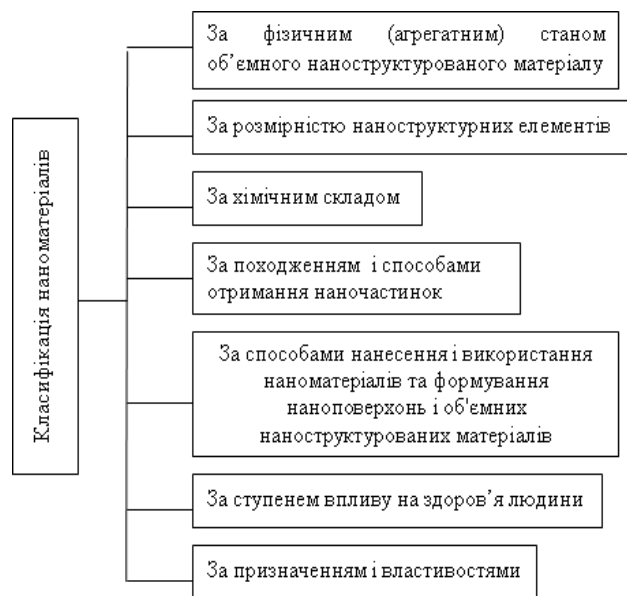 Класифікація наноматеріалів
За фізичним (агрегатним) станом
об’ємного наноструктурованого матеріалу
За розмірністю наноструктурних елементів
За хімічним складом
За походженням і способами
отримання наночастинок
За способами нанесення і використання
наноматеріалів та формування
наноповерхонь і об'ємних
наноструктурованих матеріалів
За ступенем впливу на здоров’я людини
За призначенням і властивостями